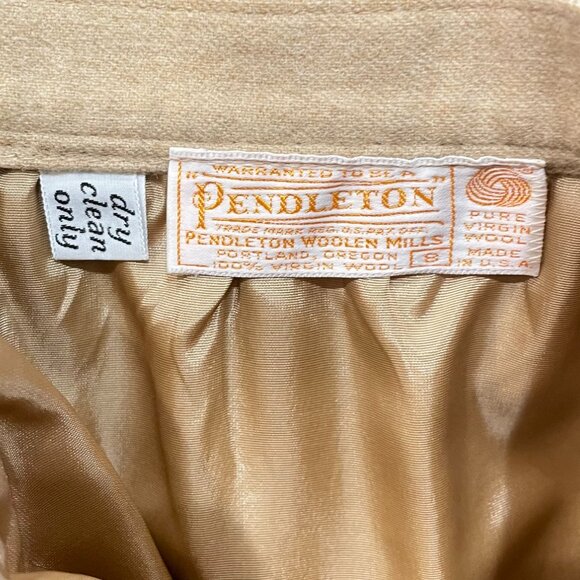 dry
clean
only
"WARRANTED TO BE A"
PENDLETON
TRADE MARK REG. U.S. PAT. OFF.
PENDLETON WOOLEN MILLS
PORTLAND, OREGON
100% VIRGIN WOOL
8
PURE
VIRGIN
WOOL
MADE
IN U.S.A.